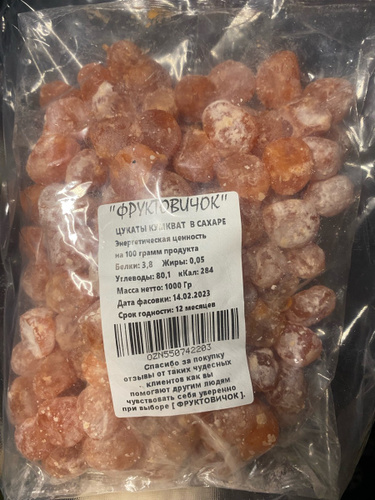 "ФРУКТОВИЧОК"
ЦУКАТЫ КУМКВАТ В САХАРЕ
Энергетическая ценность
на 100 грамм продукта
Белки: 3,8 Жиры: 0,05
Углеводы: 80,1 кКал: 284
Масса нетто: 1000 Гр
Дата фасовки: 14.02.2023
Срок годности: 12 месяцев
OZN550742203
Спасибо за покупку
отзывы от таких чудесных
клиентов как вы
помогают другим людям
чувствовать себя уверенно
при выборе [ ФРУКТОВИЧОК ].